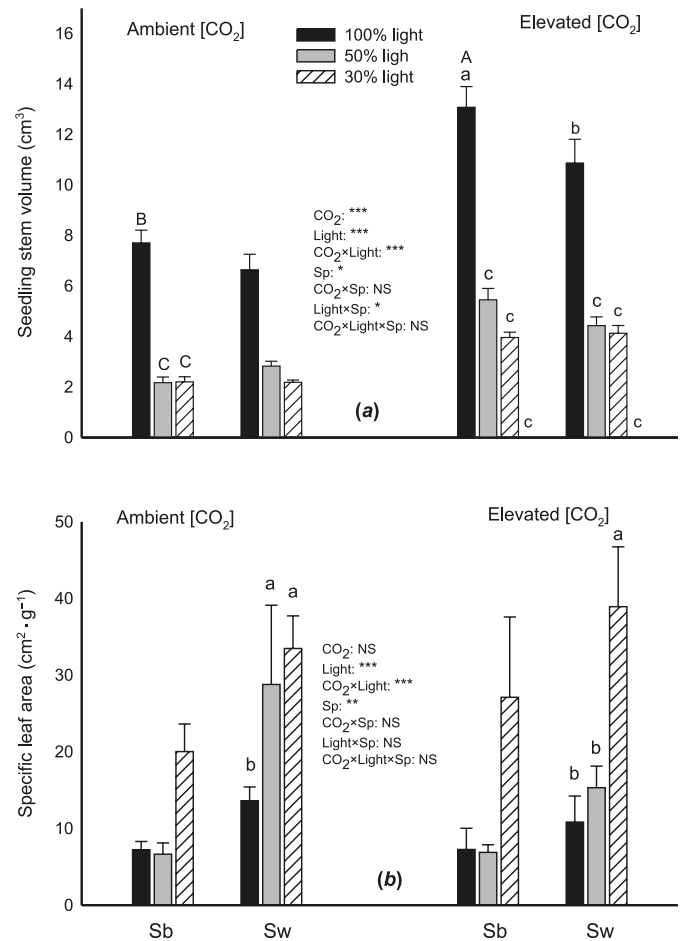 Ambient [CO₂]
Elevated [CO₂]
100% light
50% ligh
30% light
Seedling stem volume (cm³)
16
14
12
10
8
6
4
2
0
B
C
C
A
a
b
c
c
c
c
c
c
CO₂: ***
Light: ***
CO₂×Light: ***
Sp: *
CO₂×Sp: NS
Light×Sp: *
CO₂×Light×Sp: NS
(a)
Ambient [CO₂]
Elevated [CO₂]
Specific leaf area (cm²·g⁻¹)
50
40
30
20
10
0
b
a
a
b
b
a
CO₂: NS
Light: ***
CO₂×Light: ***
Sp: **
CO₂×Sp: NS
Light×Sp: NS
CO₂×Light×Sp: NS
(b)
Sb
Sw
Sb
Sw